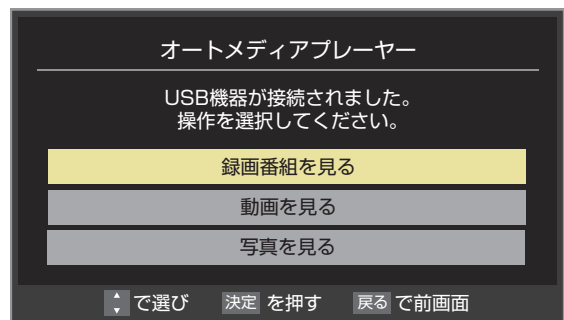 オートメディアプレーヤー
USB機器が接続されました。
操作を選択してください。
録画番組を見る
動画を見る
写真を見る
で選び 決定 を押す 戻る で前画面